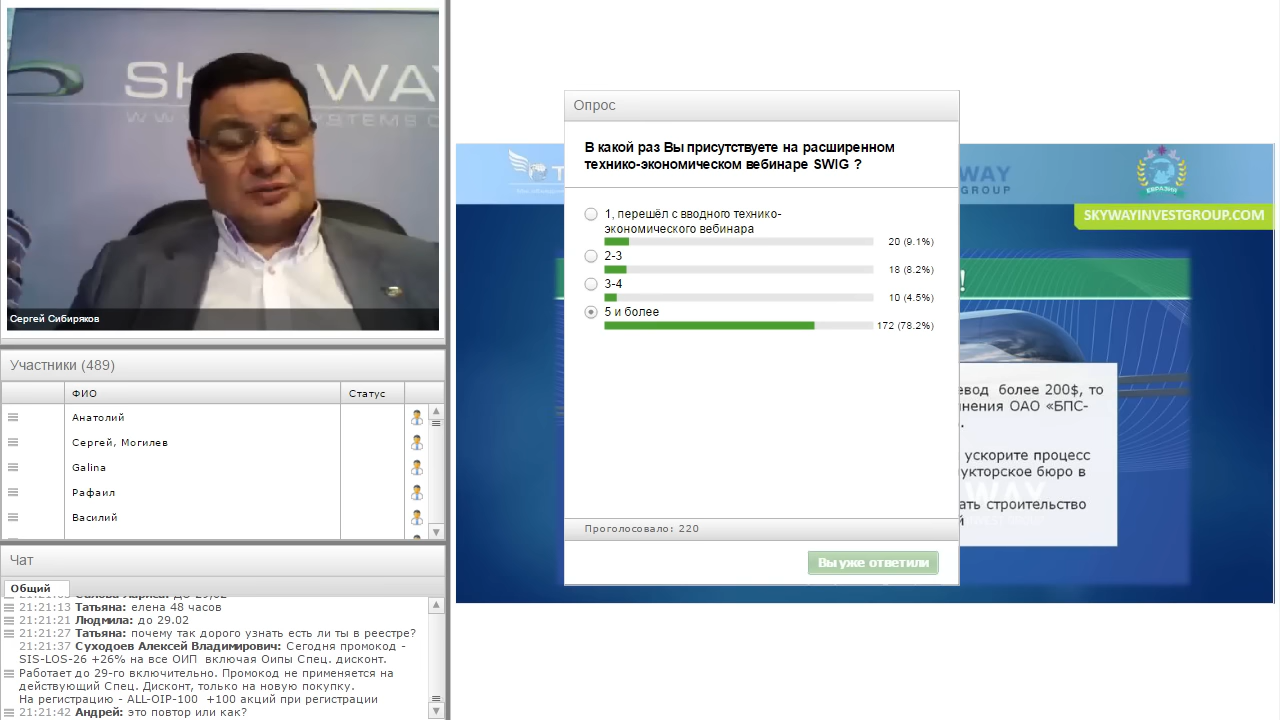 SKY WAY
Сергей Сибиряков
Участники (489)
ФИО
Статус
Анатолий
Сергей, Могилев
Galina
Рафаил
Василий
Чат
Общий
21:21:13 Татьяна: елена 48 часов
21:21:21 Людмила: до 29.02
21:21:27 Татьяна: почему так дорого узнать есть ли ты в реестре?
21:21:37 Суходоев Алексей Владимирович: Сегодня промокод -
SIS-LOS-26 +26% на все ОИП включая Оипы Спец. дисконт.
Работает до 29-го включительно. Промокод не применяется на
действующий Спец. Дисконт, только на новую покупку.
На регистрацию - ALL-OIP-100 +100 акций при регистрации
21:21:42 Андрей: это повтор или как?
Опрос
В какой раз Вы присутствуете на расширенном
технико-экономическом вебинаре SWIG ?
1, перешёл с вводного технико-
экономического вебинара
20 (9.1%)
2-3
18 (8.2%)
3-4
10 (4.5%)
5 и более
172 (78.2%)
Проголосовало: 220
Вы уже ответили
WAY
GROUP
ЕВРАЗИЯ
SKYWAYINVESTGROUP.COM
!
евод более 200$, то
нения ОАО «БПС-
ускорите процесс
укторское бюро в
ать строительство